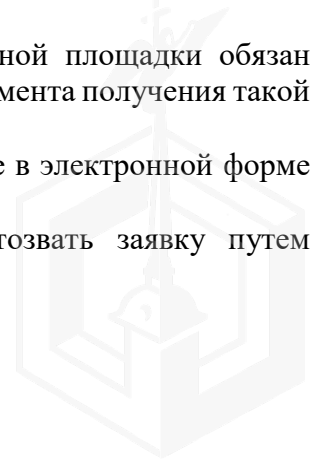 ной площадки обязан
мента получения такой
е в электронной форме
тозвать заявку путем